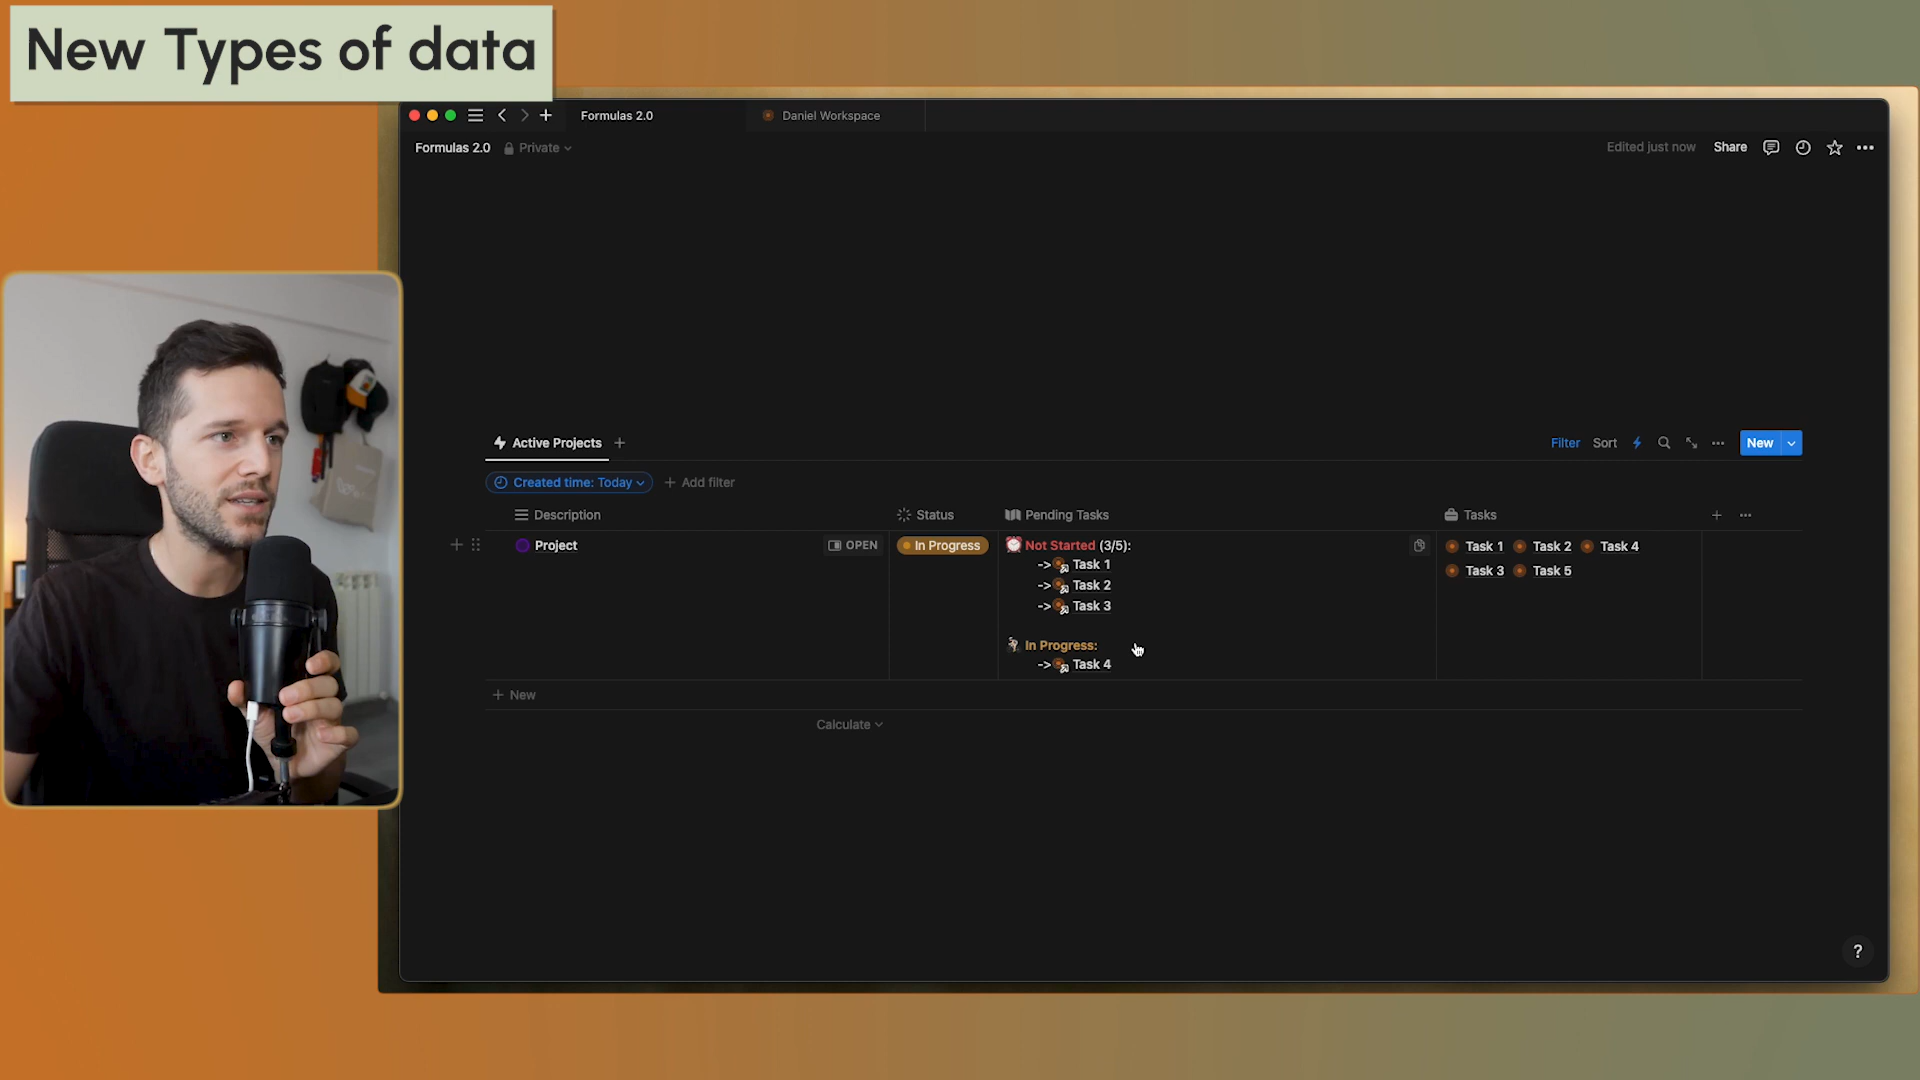 New Types of data
Formulas 2.0
Daniel Workspace
Formulas 2.0 Private
Edited just now Share
Active Projects
Filter Sort New
Created time: Today + Add filter
Description Status Pending Tasks Tasks
Project OPEN In Progress Not Started (3/5): Task 1 Task 2 Task 4
-> Task 1 Task 3 Task 5
-> Task 2
-> Task 3
In Progress:
-> Task 4
+ New
Calculate
?